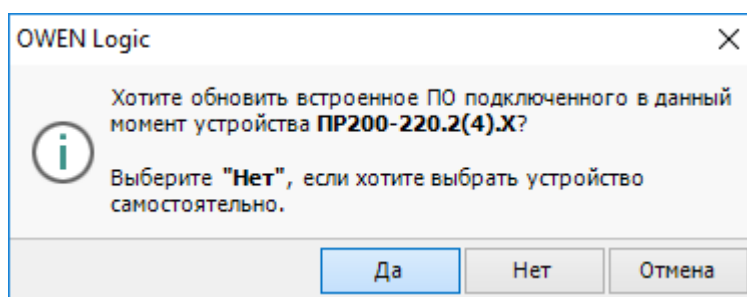 OWEN Logic
Хотите обновить встроенное ПО подключенного в данный
момент устройства ПР200-220.2(4).X?
Выберите "Нет", если хотите выбрать устройство
самостоятельно.
Да Нет Отмена